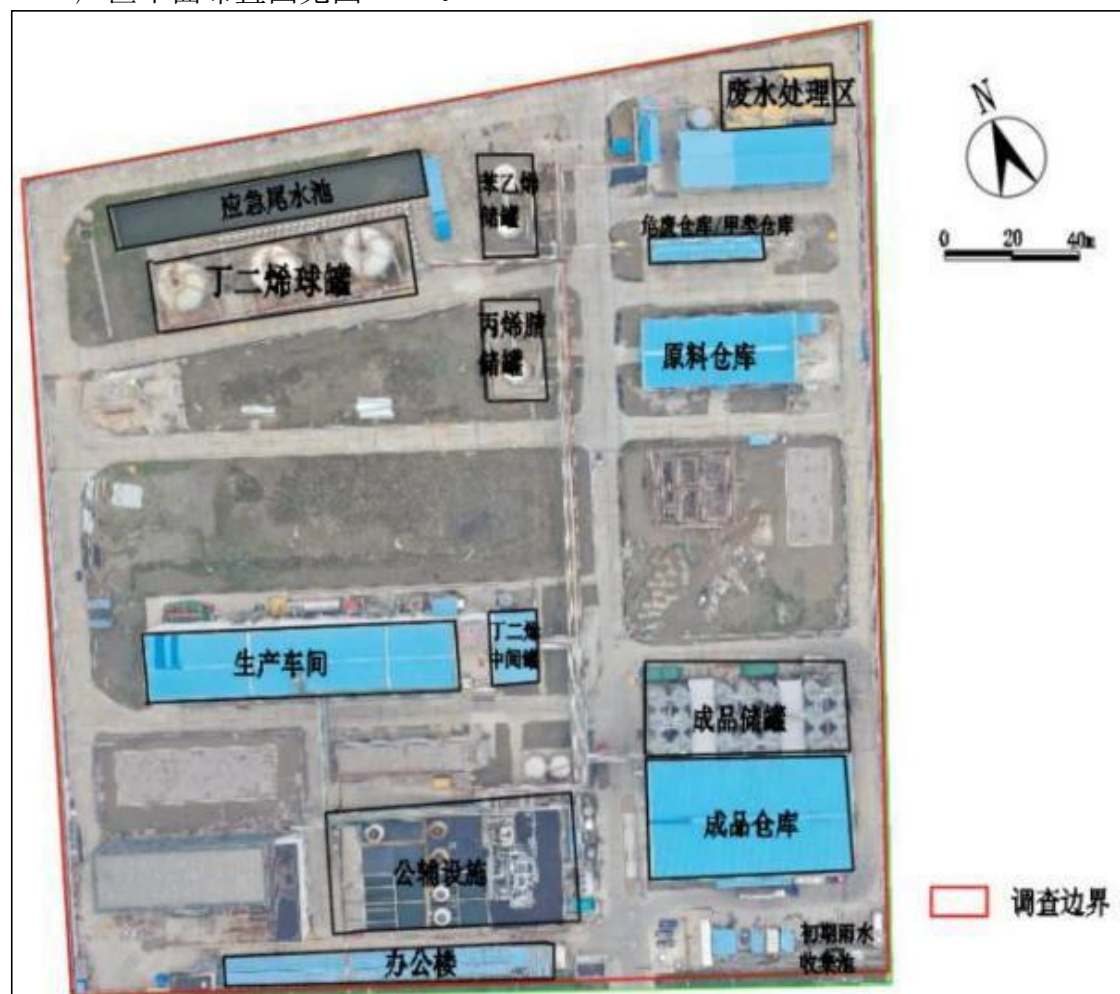 N
废水处理区
应急尾水池
苯乙烯
储罐
危废仓库/甲类仓库
0 20 40m
丁二烯球罐
丙烯腈
储罐
原料仓库
生产车间
丁二烯
中间罐
成品储罐
成品仓库
公辅设施
调查边界
初期雨水
收集池
办公楼